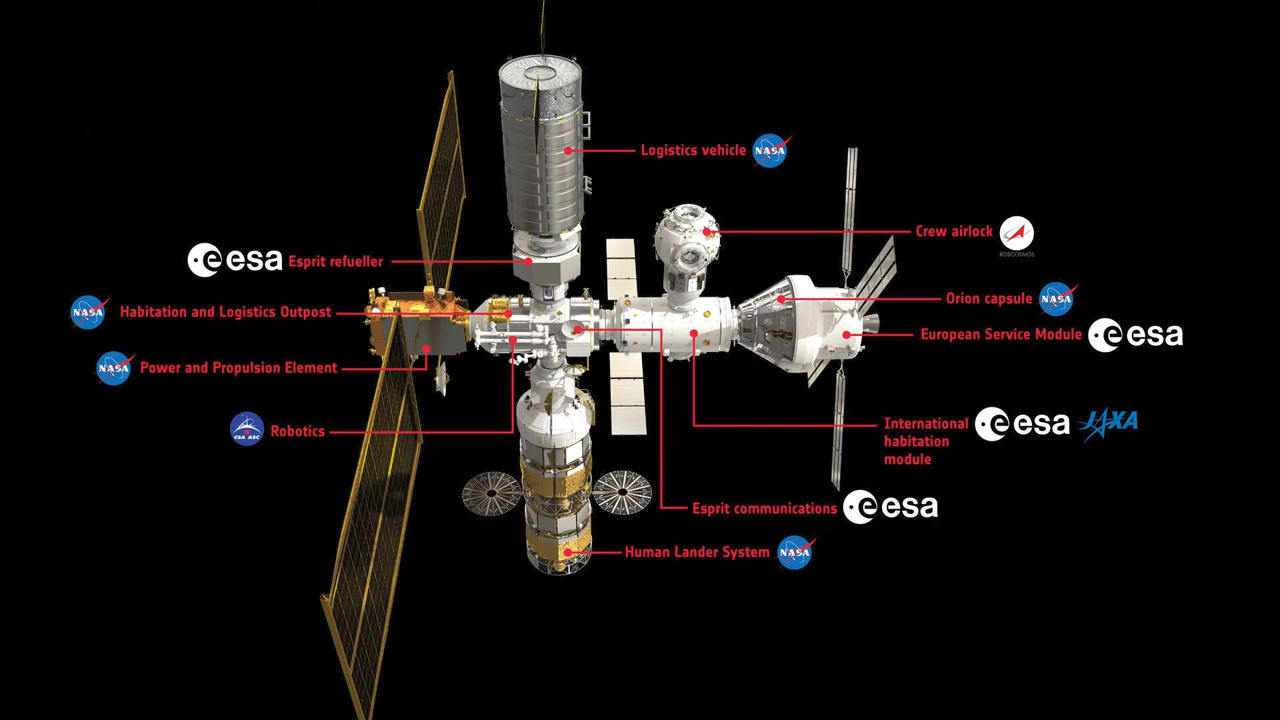 Logistics vehicle NASA
Crew airlock
ROSCOSMOS
esa Esprit refueller
NASA Habitation and Logistics Outpost
Orion capsule NASA
European Service Module esa
NASA Power and Propulsion Element
CSA ASC Robotics
International
habitation
module
esa JAXA
Esprit communications esa
Human Lander System NASA